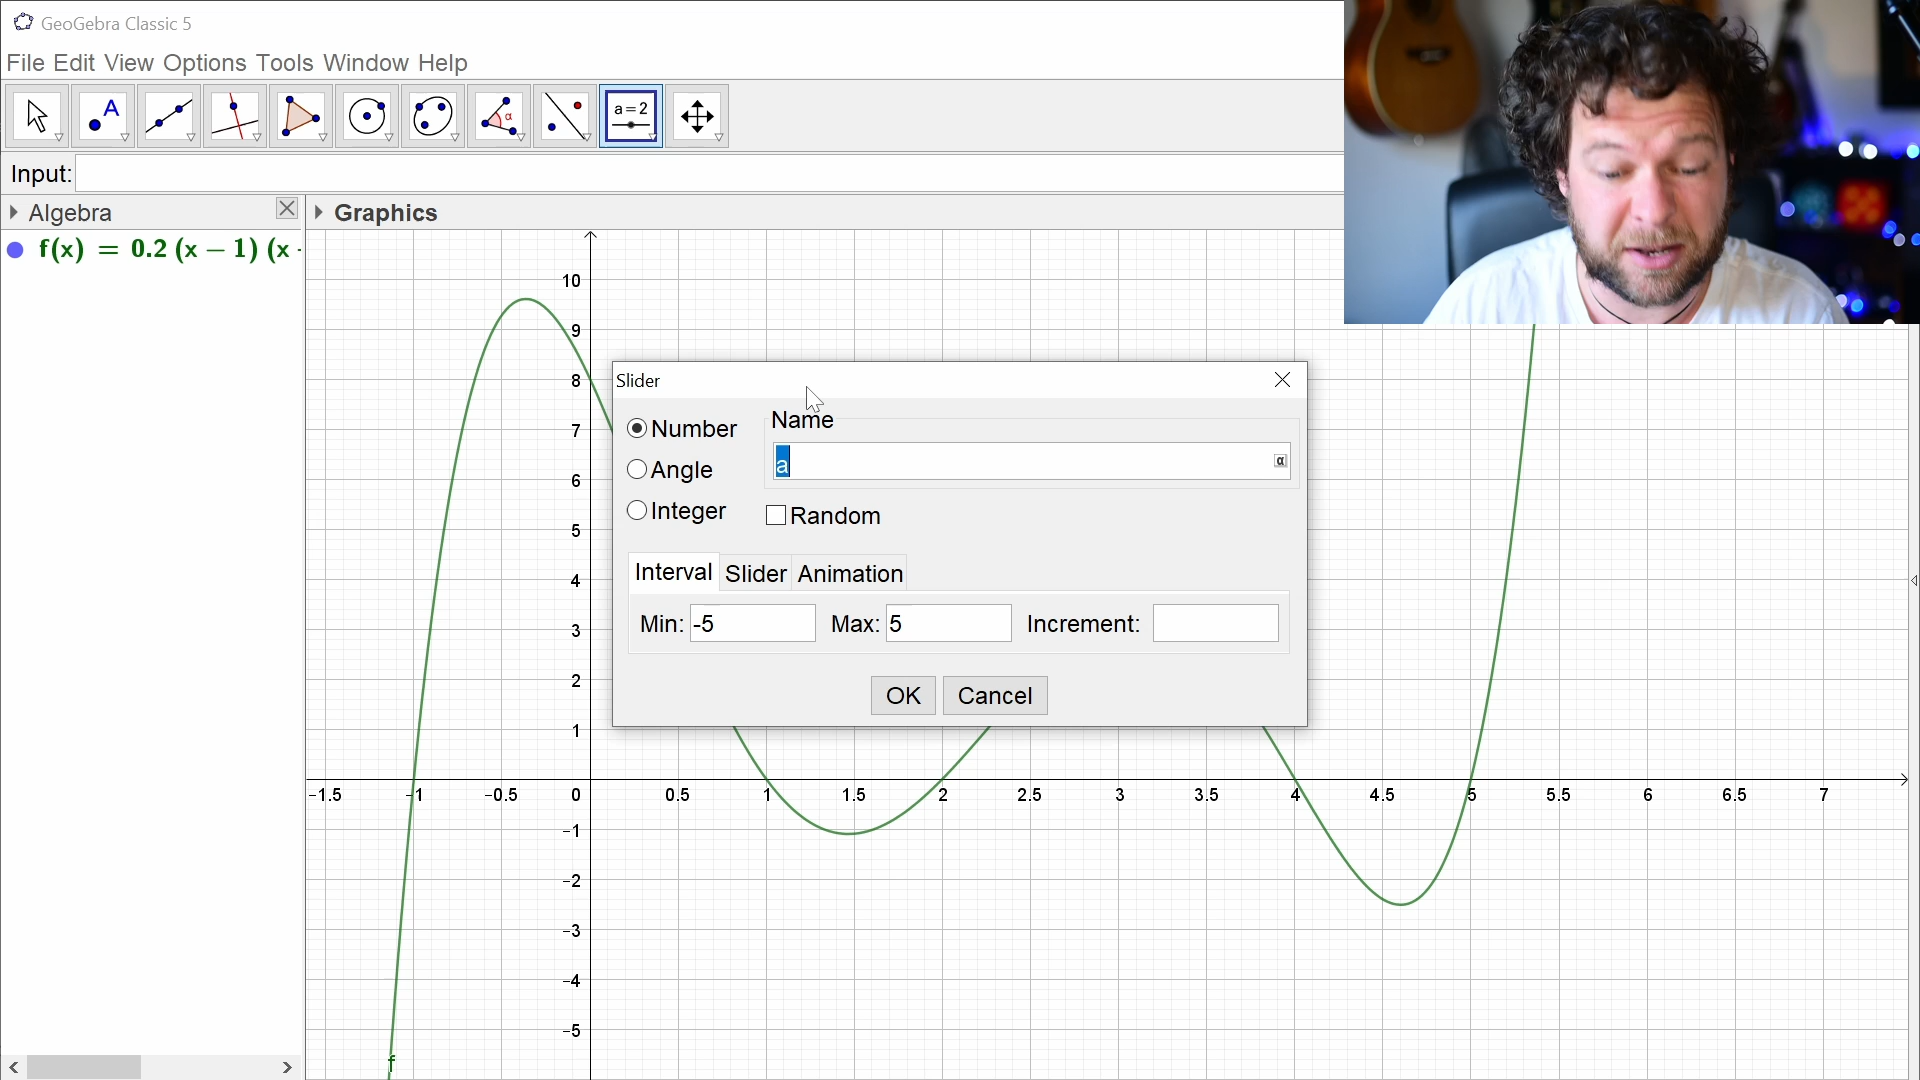 GeoGebra Classic 5
File Edit View Options Tools Window Help
A
α
a=2
Input:
Algebra
Graphics
f(x) = 0.2 (x – 1) (x -
10
9
8
7
6
5
4
3
2
1
-1.5 -1 -0.5 0 0.5 1 1.5 2 2.5 3 3.5 4 4.5 5 5.5 6 6.5 7
-1
-2
-3
-4
-5
f
Slider
Number
Name
a
α
Angle
Integer
Random
Interval Slider Animation
Min: -5 Max: 5 Increment:
OK Cancel